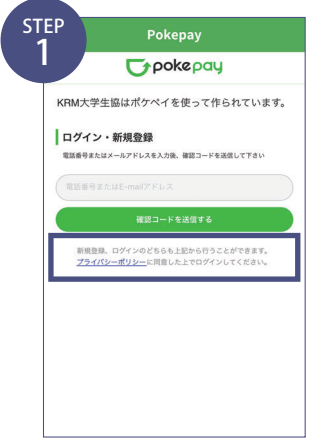 STEP
1
Pokepay
pokepay
KRM大学生協はポケペイを使って作られています。
ログイン・新規登録
電話番号またはメールアドレスを入力後、確認コードを送信して下さい
電話番号またはE-mailアドレス
確認コードを送信する
新規登録、ログインのどちらも上記から行うことができます。
プライバシーポリシーに同意した上でログインしてください。